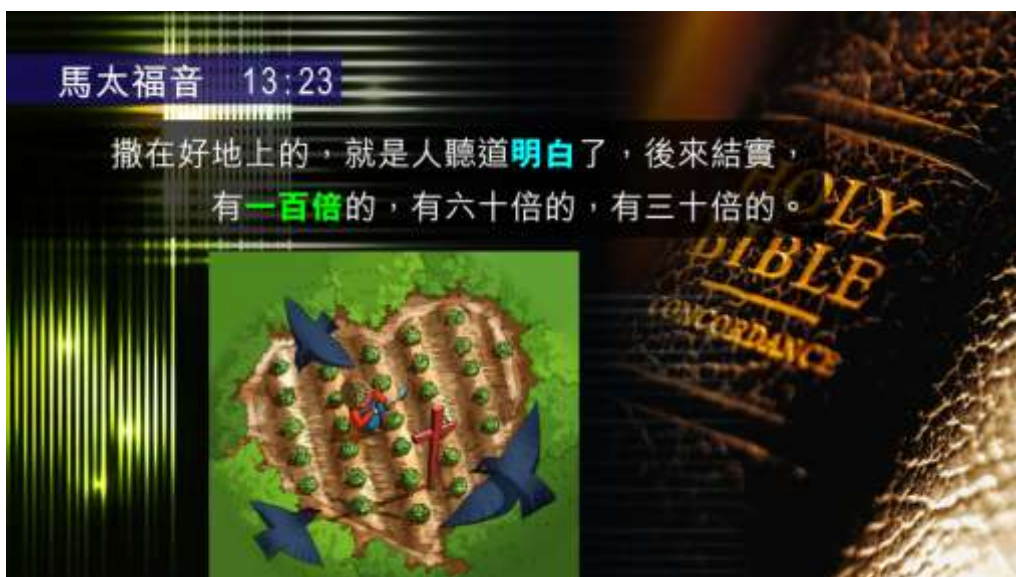 馬太福音 13:23
撒在好地上的，就是人聽道明白了，後來結實，
有一百倍的，有六十倍的，有三十倍的。
HOLY
BIBLE
CONCORDANCE